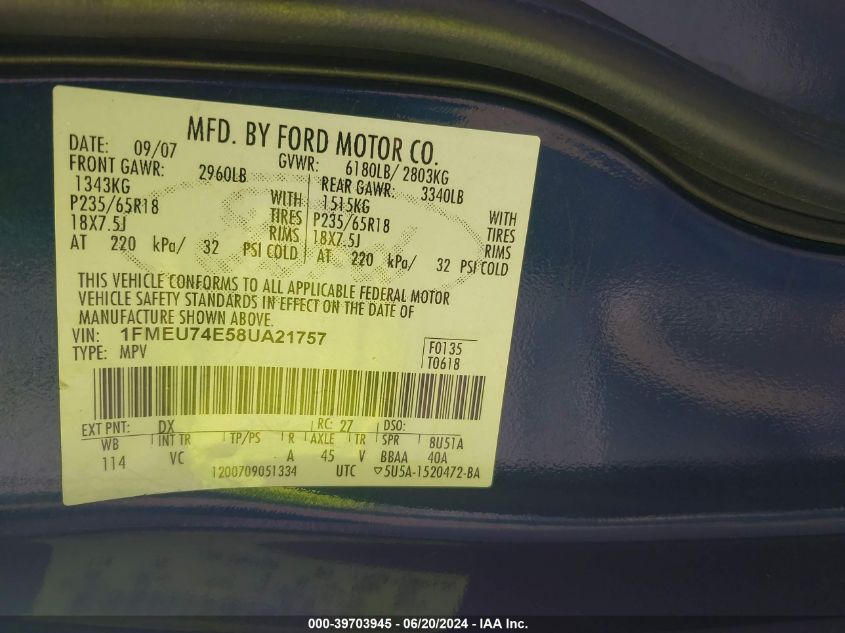 MFD. BY FORD MOTOR CO.
DATE: 09/07 GVWR: 6180LB/ 2803KG
FRONT GAWR: 2960LB REAR GAWR: 3340LB
1343KG WITH 1515KG WITH
P235/65R18 TIRES P235/65R18 TIRES
18X7.5J RIMS 18X7.5J RIMS
AT 220 kPa/ 32 PSI COLD AT 220 kPa/ 32 PSI COLD
THIS VEHICLE CONFORMS TO ALL APPLICABLE FEDERAL MOTOR
VEHICLE SAFETY STANDARDS IN EFFECT ON THE DATE OF
MANUFACTURE SHOWN ABOVE.
VIN: 1FMEU74E58UA21757
TYPE: MPV F0135
T0618
EXT PNT: DX RC: 27 DSO:
WB INT TR TP/PS R AXLE TR SPR 8U51A
114 VC A 45 V BBAA 40A
1200709051334 UTC ▽5U5A-1520472-BA
Ford
000-39703945 - 06/20/2024 - IAA Inc.